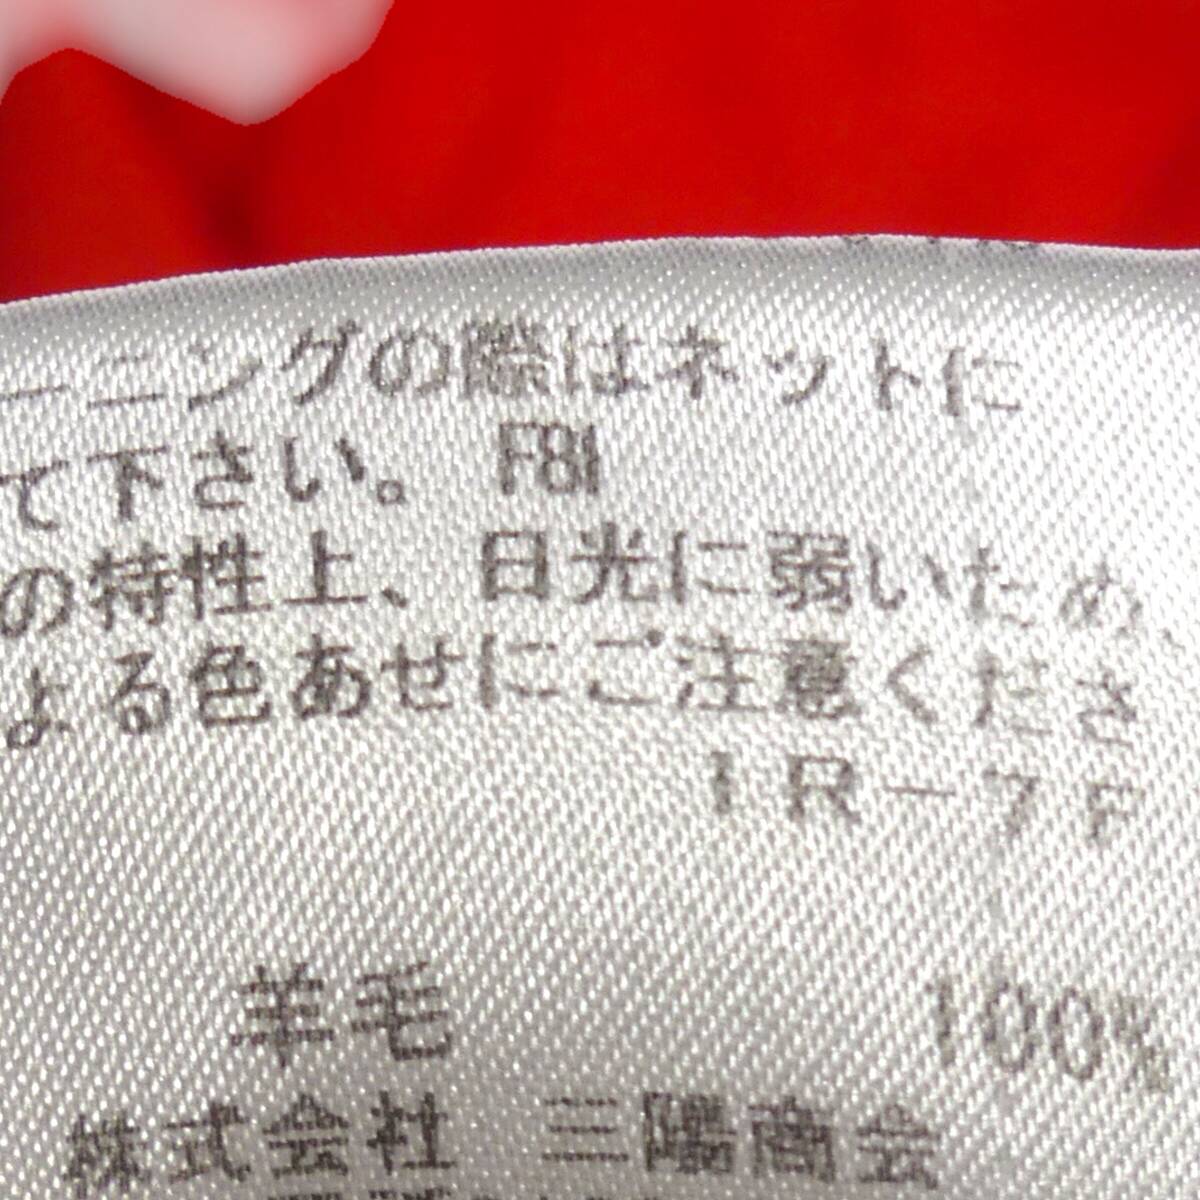 ーニングの際はネットに
て下さい。 F81
の特性上、日光に弱いため、
よる色あせにご注意くださ
IR-7F
羊毛 100%
株式会社 三陽商会